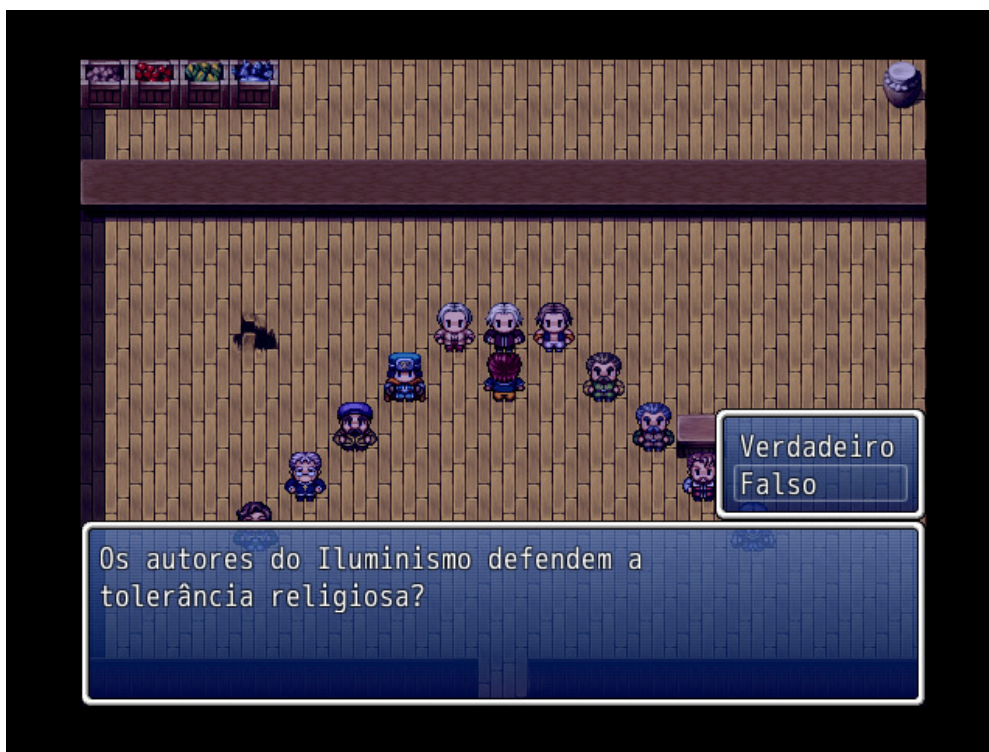 Verdadeiro
Falso
Os autores do Iluminismo defendem a
tolerância religiosa?